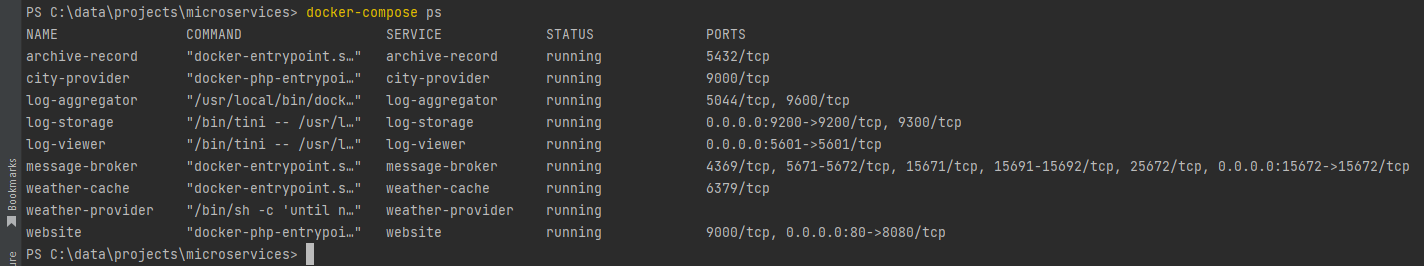 PS C:\data\projects\microservices> docker-compose ps
NAME COMMAND SERVICE STATUS PORTS
archive-record "docker-entrypoint.s…" archive-record running 5432/tcp
city-provider "docker-php-entrypoi…" city-provider running 9000/tcp
log-aggregator "/usr/local/bin/dock…" log-aggregator running 5044/tcp, 9600/tcp
log-storage "/bin/tini -- /usr/l…" log-storage running 0.0.0.0:9200->9200/tcp, 9300/tcp
log-viewer "/bin/tini -- /usr/l…" log-viewer running 0.0.0.0:5601->5601/tcp
message-broker "docker-entrypoint.s…" message-broker running 4369/tcp, 5671-5672/tcp, 15671/tcp, 15691-15692/tcp, 25672/tcp, 0.0.0.0:15672->15672/tcp
weather-cache "docker-entrypoint.s…" weather-cache running 6379/tcp
weather-provider "/bin/sh -c 'until n…" weather-provider running
website "docker-php-entrypoi…" website running 9000/tcp, 0.0.0.0:80->8080/tcp
PS C:\data\projects\microservices>
Bookmarks